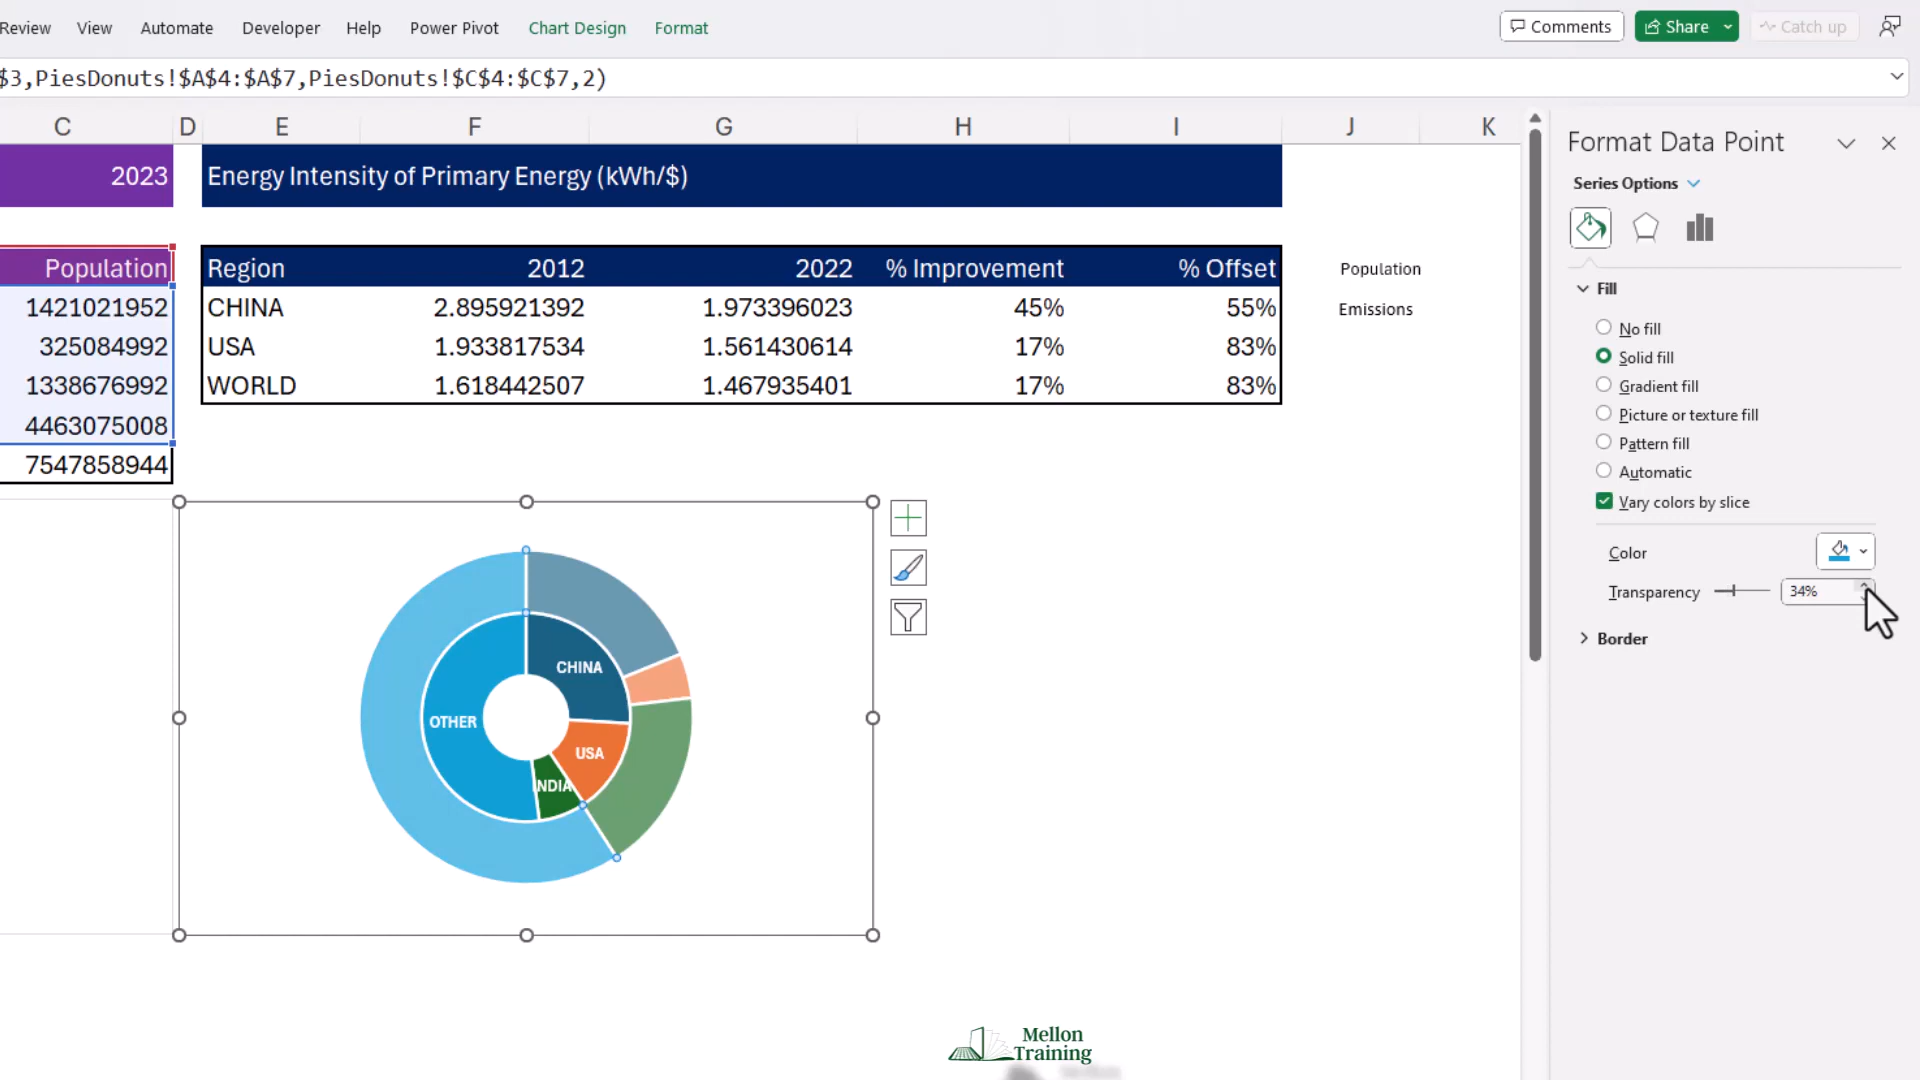 Review View Automate Developer Help Power Pivot Chart Design Format Comments Share Catch up
$3,PiesDonuts!$A$4:$A$7,PiesDonuts!$C$4:$C$7,2)
C D E F G H I J K
2023 Energy Intensity of Primary Energy (kWh/$)
Population Region 2012 2022 % Improvement % Offset Population
1421021952 CHINA 2.895921392 1.973396023 45% 55% Emissions
325084992 USA 1.933817534 1.561430614 17% 83%
1338676992 WORLD 1.618442507 1.467935401 17% 83%
4463075008
7547858944
CHINA
OTHER
USA
INDIA
Format Data Point
Series Options
Fill
No fill
Solid fill
Gradient fill
Picture or texture fill
Pattern fill
Automatic
Vary colors by slice
Color
Transparency 34%
Border
Mellon
Training